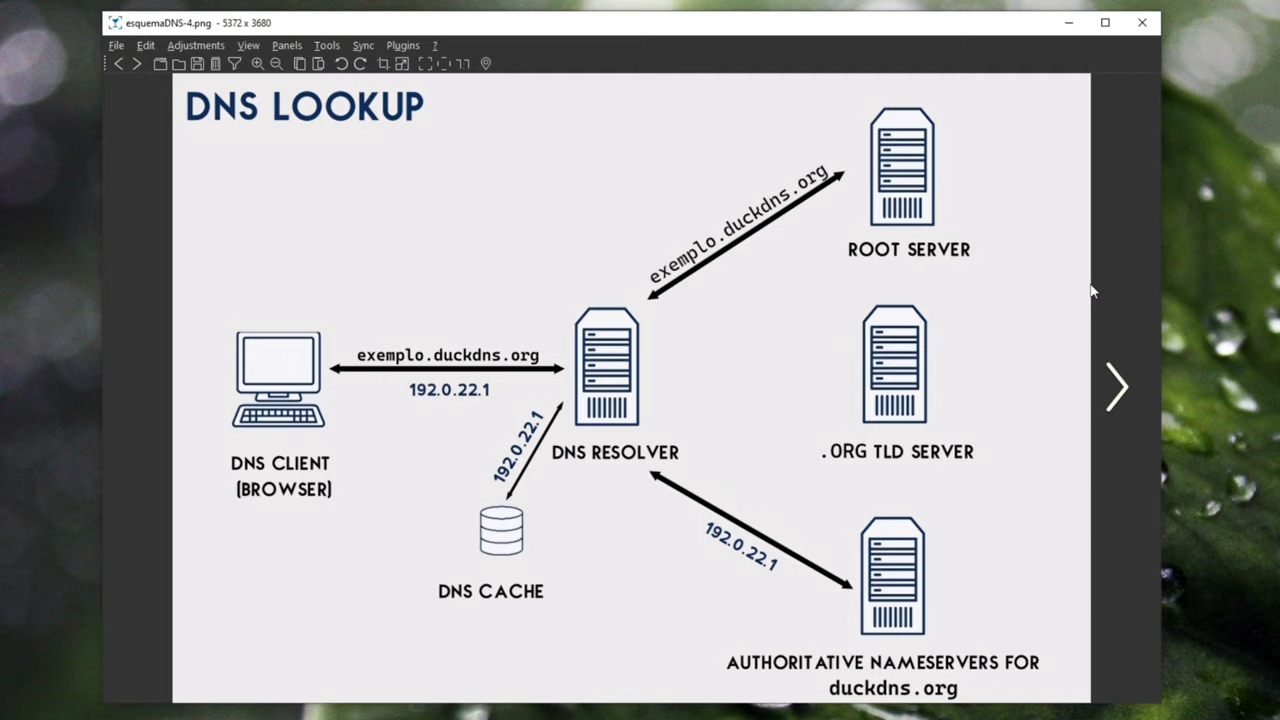 esquemaDNS-4.png - 5372 x 3680
File Edit Adjustments View Panels Tools Sync Plugins ?
1:1
DNS LOOKUP
exemplo.duckdns.org
ROOT SERVER
exemplo.duckdns.org
192.0.22.1
DNS RESOLVER
.ORG TLD SERVER
DNS CLIENT
(BROWSER)
192.0.22.1
192.0.22.1
DNS CACHE
AUTHORITATIVE NAMESERVERS FOR
duckdns.org